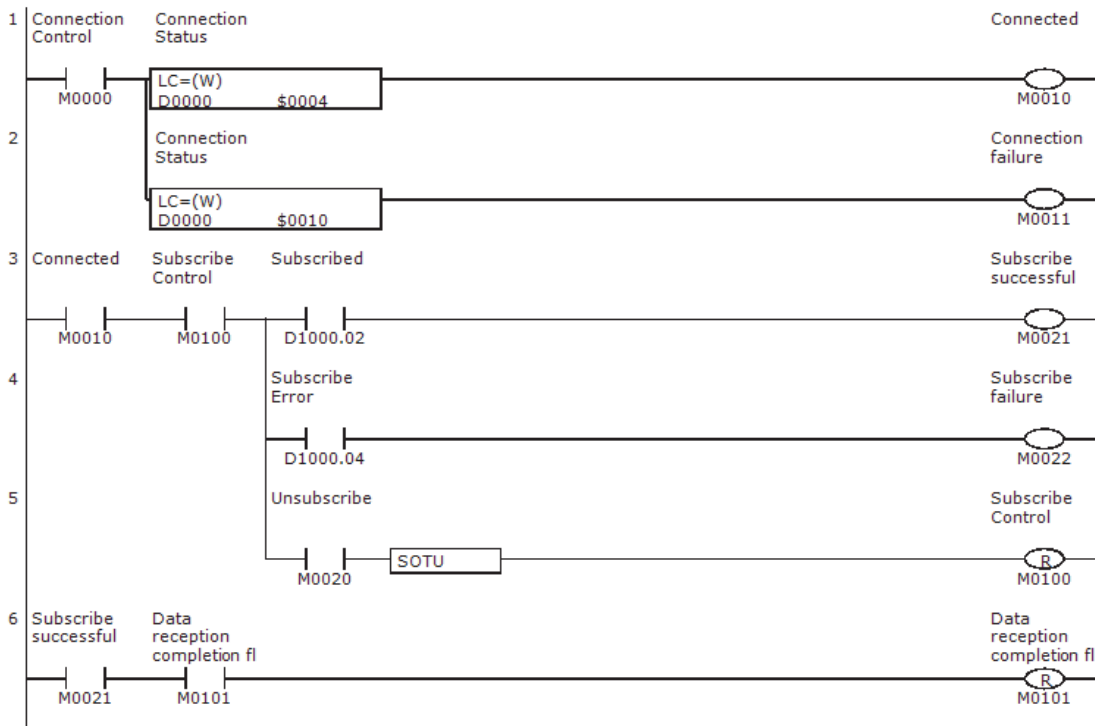 1 Connection Control Connection Status Connected
M0000 LC=(W) D0000 $0004 M0010
2 Connection Status Connection failure
LC=(W) D0000 $0010 M0011
3 Connected Subscribe Control Subscribed Subscribe successful
M0010 M0100 D1000.02 M0021
4 Subscribe Error Subscribe failure
D1000.04 M0022
5 Unsubscribe Subscribe Control
M0020 SOTU R M0100
6 Subscribe successful Data reception completion fl Data reception completion fl
M0021 M0101 R M0101